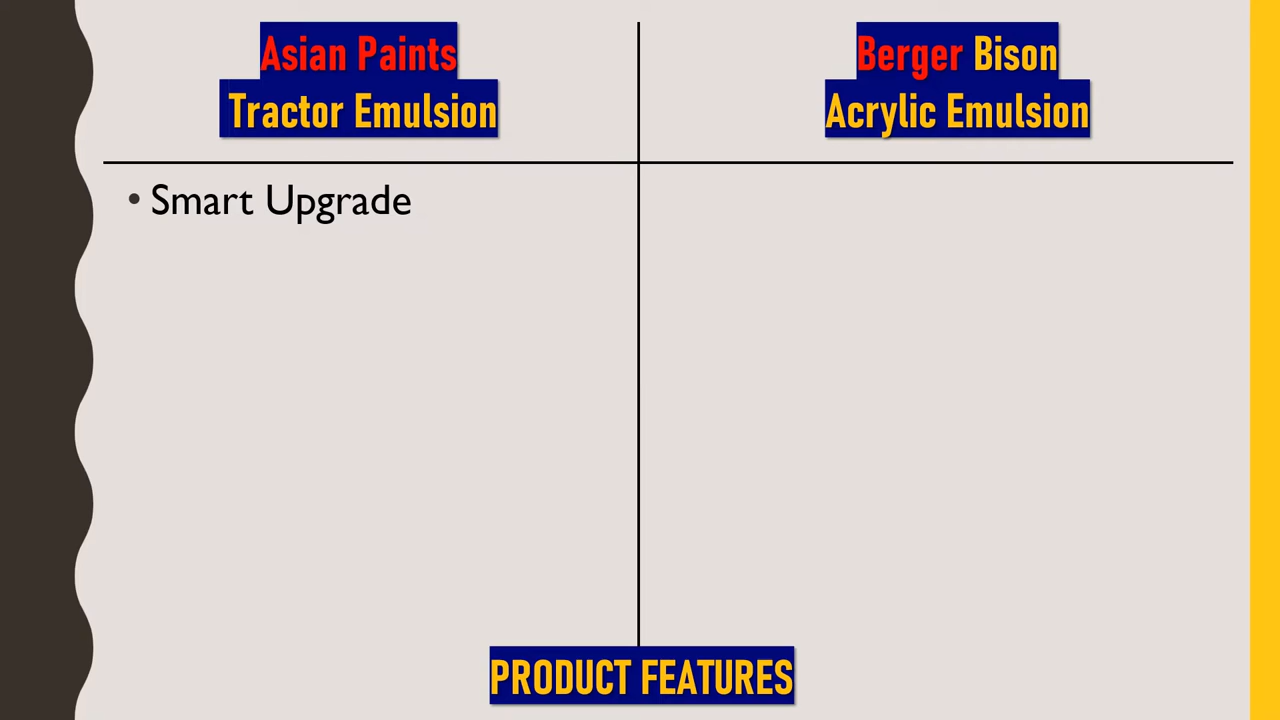 Asian Paints
Tractor Emulsion
Berger Bison
Acrylic Emulsion
• Smart Upgrade
PRODUCT FEATURES